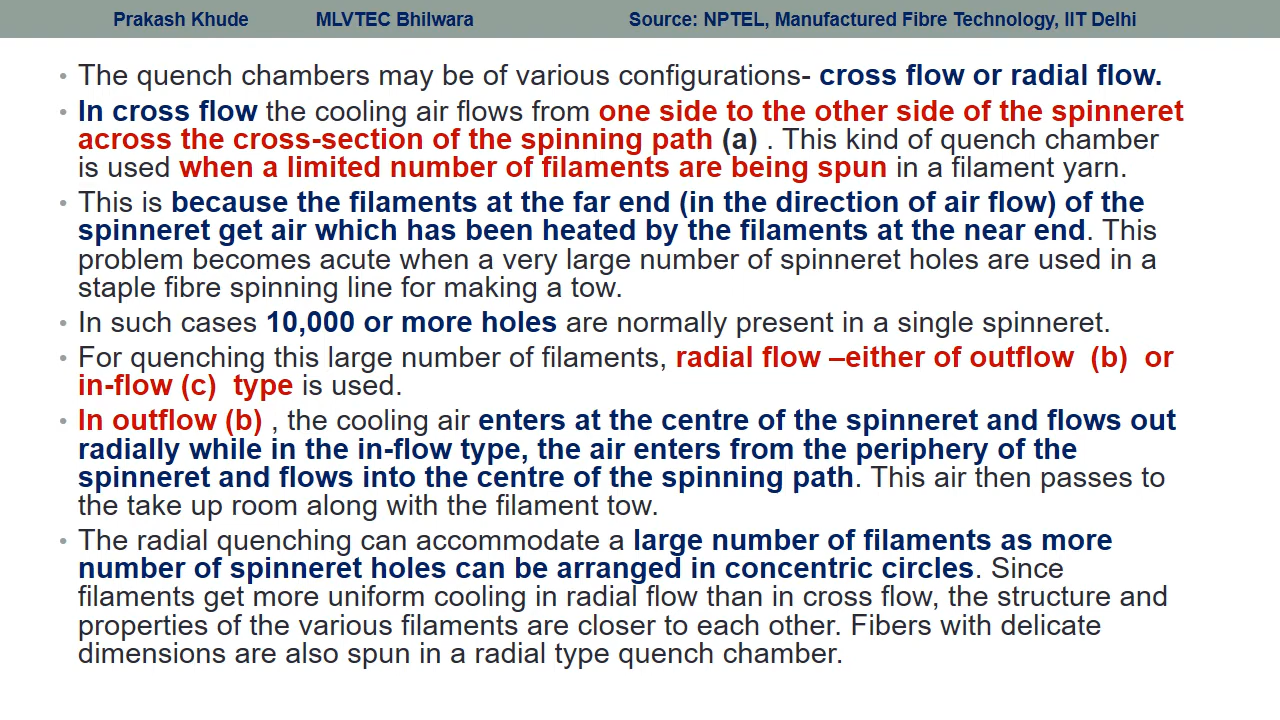 Prakash Khude MLVTEC Bhilwara Source: NPTEL, Manufactured Fibre Technology, IIT Delhi
• The quench chambers may be of various configurations- cross flow or radial flow.
• In cross flow the cooling air flows from one side to the other side of the spinneret
across the cross-section of the spinning path (a) . This kind of quench chamber
is used when a limited number of filaments are being spun in a filament yarn.
• This is because the filaments at the far end (in the direction of air flow) of the
spinneret get air which has been heated by the filaments at the near end. This
problem becomes acute when a very large number of spinneret holes are used in a
staple fibre spinning line for making a tow.
• In such cases 10,000 or more holes are normally present in a single spinneret.
• For quenching this large number of filaments, radial flow –either of outflow (b) or
in-flow (c) type is used.
• In outflow (b) , the cooling air enters at the centre of the spinneret and flows out
radially while in the in-flow type, the air enters from the periphery of the
spinneret and flows into the centre of the spinning path. This air then passes to
the take up room along with the filament tow.
• The radial quenching can accommodate a large number of filaments as more
number of spinneret holes can be arranged in concentric circles. Since
filaments get more uniform cooling in radial flow than in cross flow, the structure and
properties of the various filaments are closer to each other. Fibers with delicate
dimensions are also spun in a radial type quench chamber.